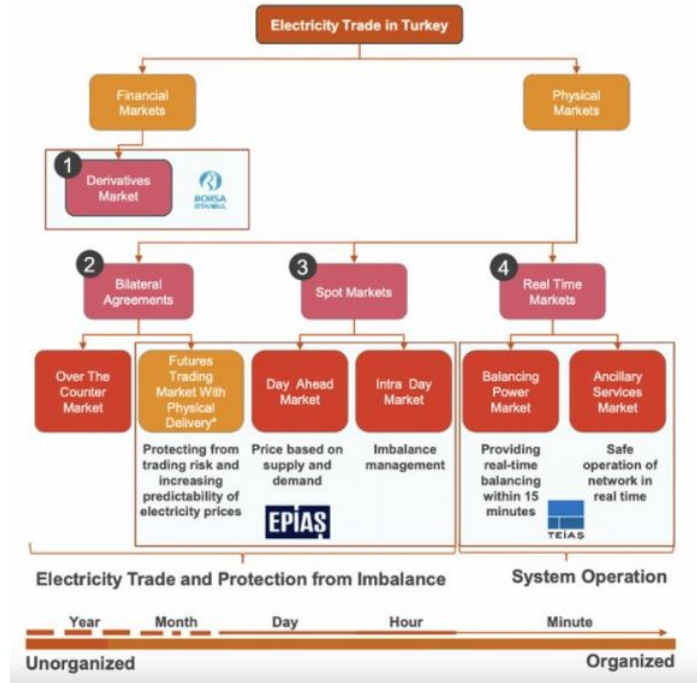 Electricity Trade in Turkey
Financial
Markets
Physical
Markets
1
Derivatives
Market
BORSA
ISTANBUL
2
Bilateral
Agreements
3
Spot Markets
4
Real Time
Markets
Over The
Counter
Market
Futures
Trading
Market With
Physical
Delivery*
Day Ahead
Market
Intra Day
Market
Balancing
Power
Market
Ancillary
Services
Market
Protecting from
trading risk and
increasing
predictability of
electricity prices
Price based on
supply and
demand
Imbalance
management
Providing
real-time
balancing
within 15
minutes
Safe
operation of
network in
real time
EPİAŞ
TEİAŞ
Electricity Trade and Protection from Imbalance
System Operation
Year
Month
Day
Hour
Minute
Unorganized
Organized